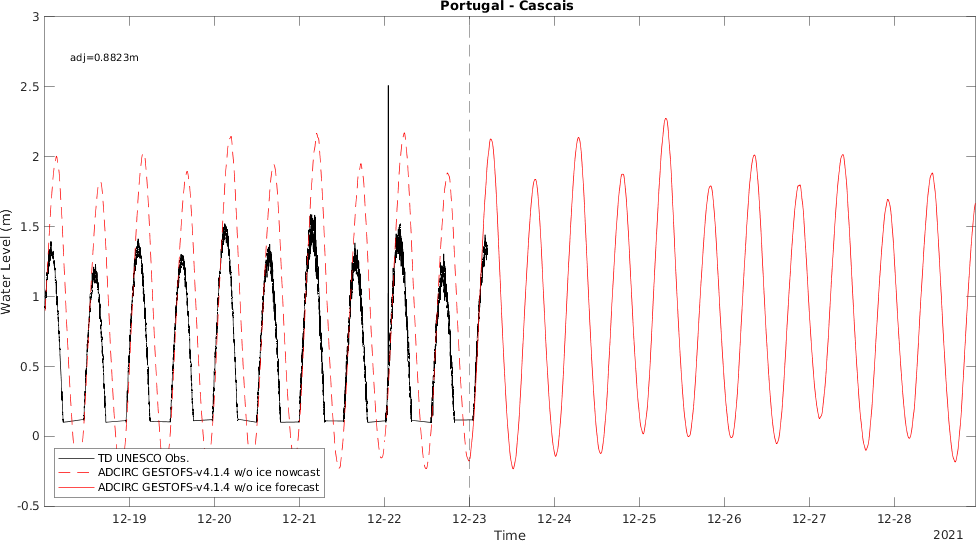 Portugal - Cascais
adj=0.8823m
3
2.5
2
1.5
1
0.5
0
-0.5
Water Level (m)
TD UNESCO Obs.
ADCIRC GESTOFS-v4.1.4 w/o ice nowcast
ADCIRC GESTOFS-v4.1.4 w/o ice forecast
12-19 12-20 12-21 12-22 12-23 12-24 12-25 12-26 12-27 12-28
Time
2021